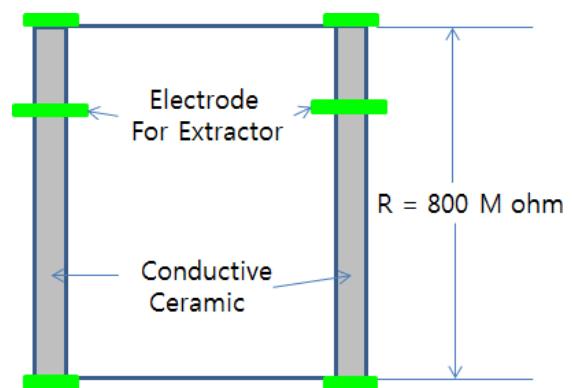 Electrode
For Extractor
R = 800 M ohm
Conductive
Ceramic